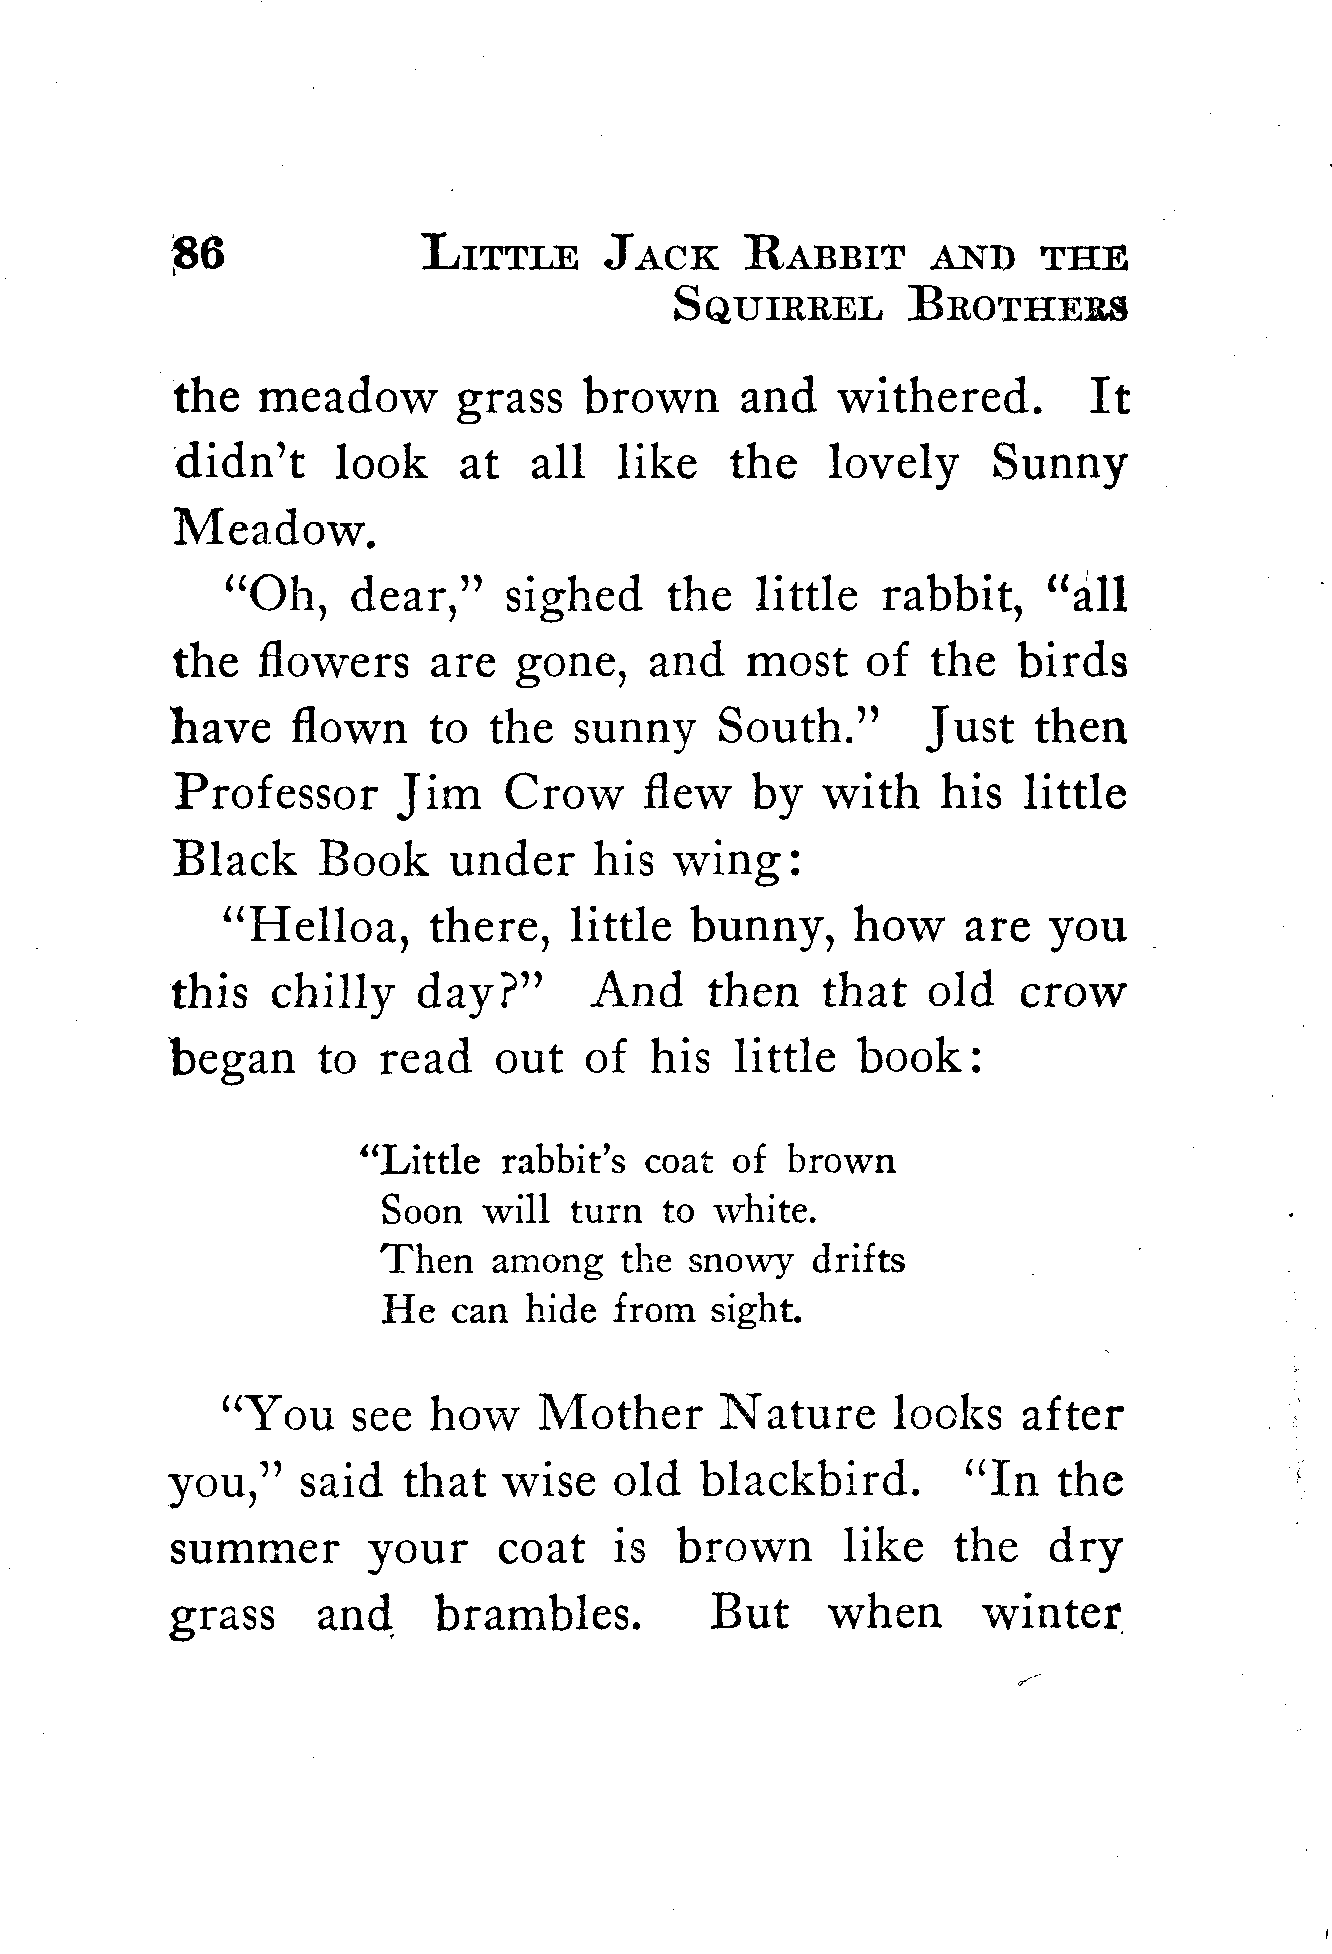 86 LITTLE JACK RABBIT AND THE
SQUIRREL BROTHERS
the meadow grass brown and withered. It
didn't look at all like the lovely Sunny
Meadow.
"Oh, dear," sighed the little rabbit, "all
the flowers are gone, and most of the birds
have flown to the sunny South." Just then
Professor Jim Crow flew by with his little
Black Book under his wing:
"Helloa, there, little bunny, how are you
this chilly day?" And then that old crow
began to read out of his little book:
"Little rabbit's coat of brown
Soon will turn to white.
Then among the snowy drifts
He can hide from sight.
"You see how Mother Nature looks after
you," said that wise old blackbird. "In the
summer your coat is brown like the dry
grass and brambles. But when winter